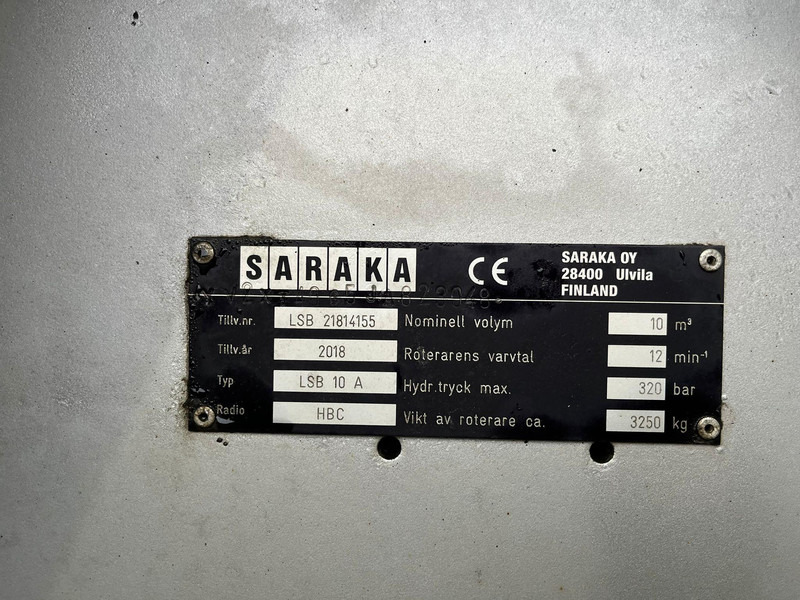 SARAKA
CE
SARAKA OY
28400 Ulvila
FINLAND
Tillv.nr. LSB 21814155 Nominell volym 10 m³
Tillv.år 2018 Roterarens varvtal 12 min⁻¹
Typ LSB 10 A Hydr.tryck max. 320 bar
Radio HBC Vikt av roterare ca. 3250 kg